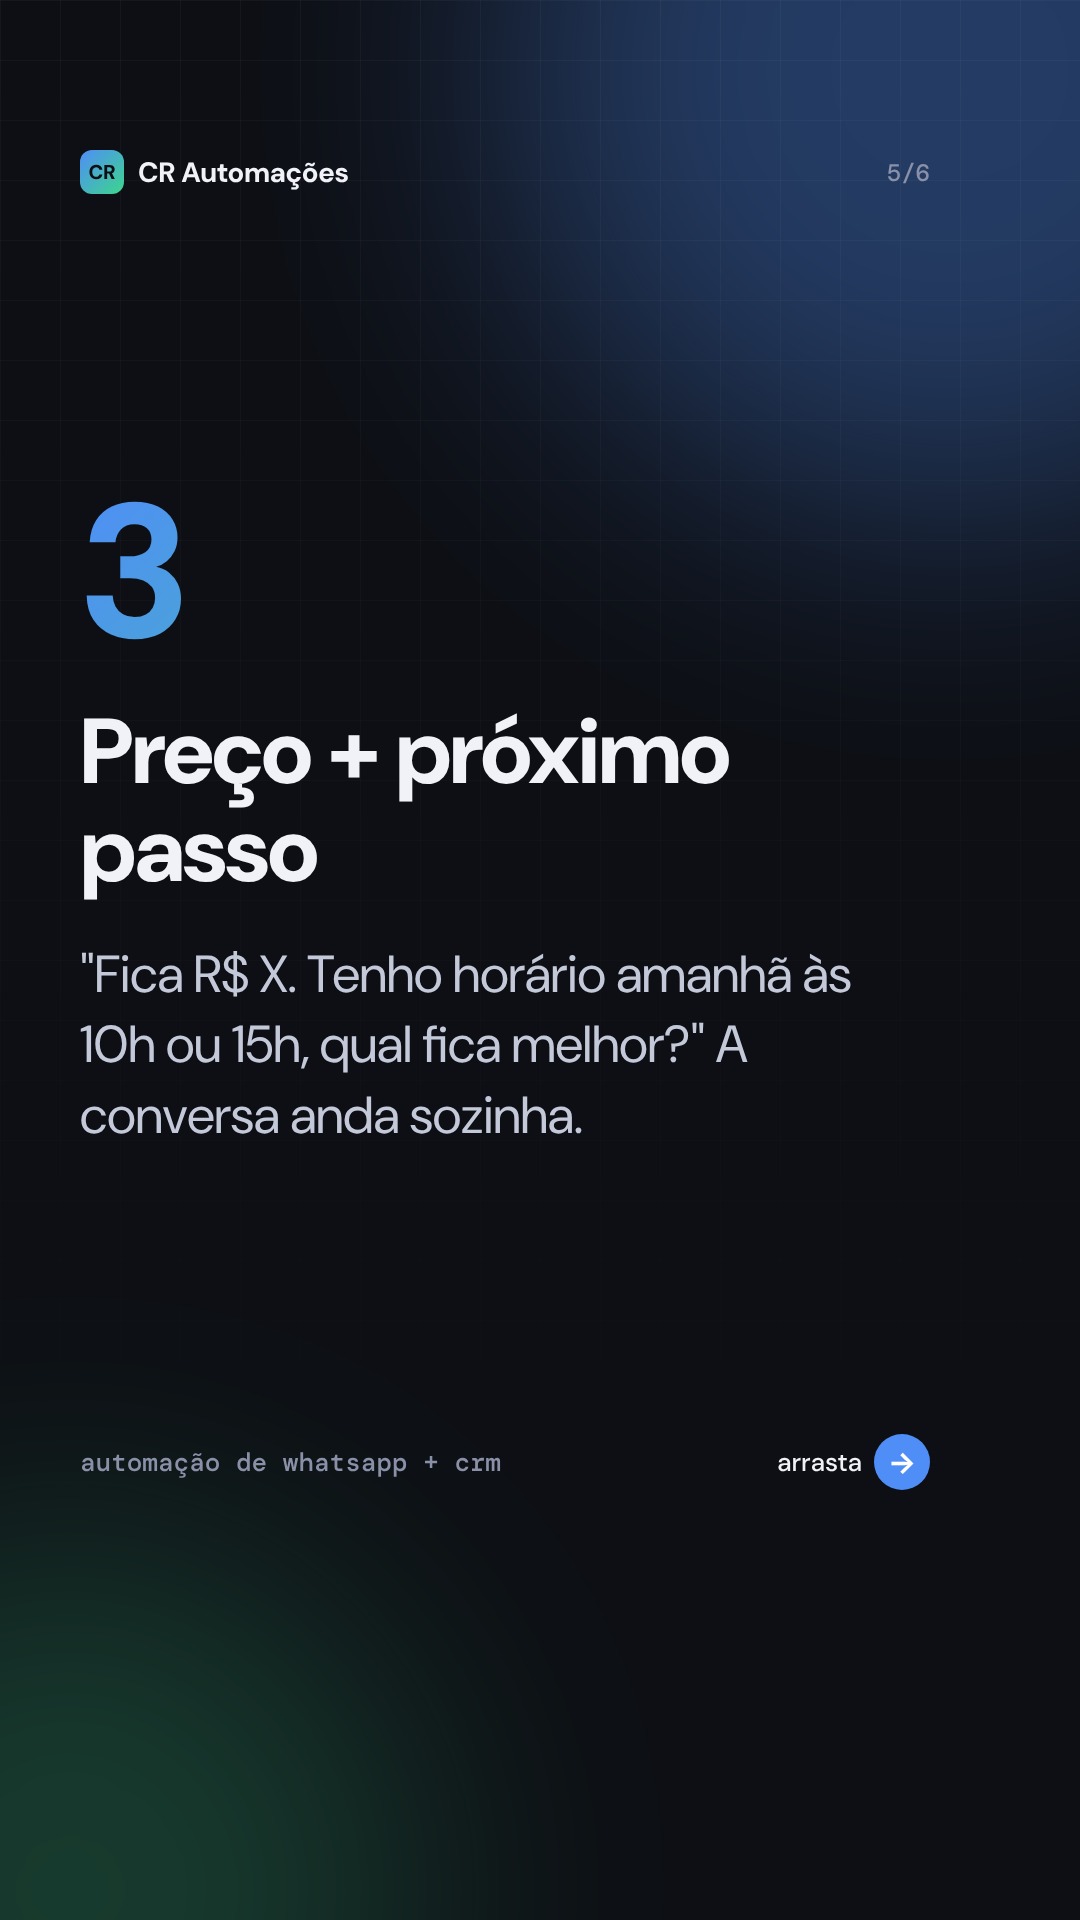 CR CR Automações
5/6
3
Preço + próximo
passo
"Fica R$ X. Tenho horário amanhã às
10h ou 15h, qual fica melhor?" A
conversa anda sozinha.
automação de whatsapp + crm
arrasta →